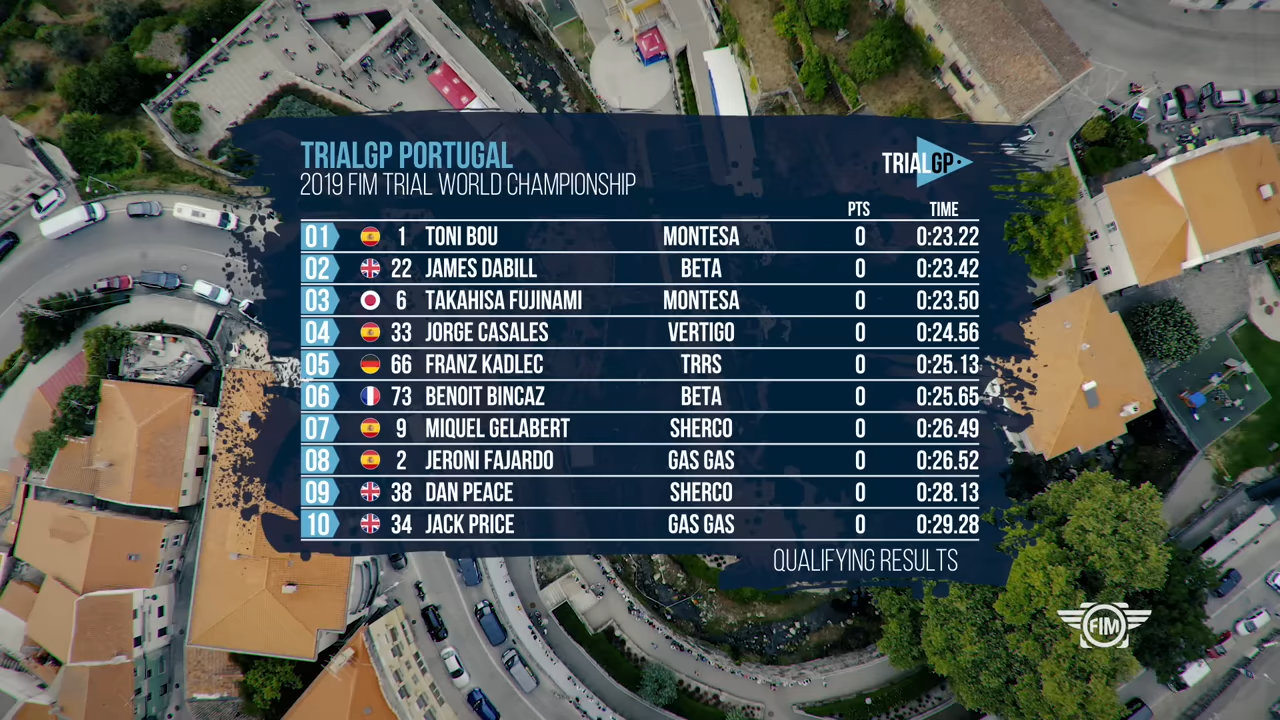 TRIALGP PORTUGAL
2019 FIM TRIAL WORLD CHAMPIONSHIP
TRIALGP
PTS TIME
01 1 TONI BOU MONTESA 0 0:23.22
02 22 JAMES DABILL BETA 0 0:23.42
03 6 TAKAHISA FUJINAMI MONTESA 0 0:23.50
04 33 JORGE CASALES VERTIGO 0 0:24.56
05 66 FRANZ KADLEC TRRS 0 0:25.13
06 73 BENOIT BINCAZ BETA 0 0:25.65
07 9 MIQUEL GELABERT SHERCO 0 0:26.49
08 2 JERONI FAJARDO GAS GAS 0 0:26.52
09 38 DAN PEACE SHERCO 0 0:28.13
10 34 JACK PRICE GAS GAS 0 0:29.28
QUALIFYING RESULTS
FIM